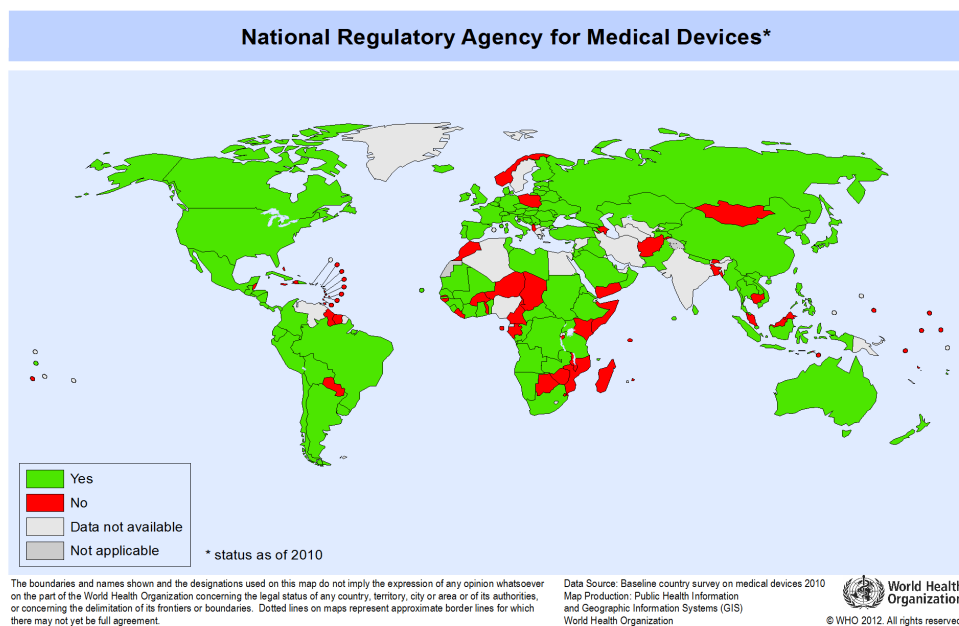 National Regulatory Agency for Medical Devices*
Yes
No
Data not available
Not applicable
* status as of 2010
The boundaries and names shown and the designations used on this map do not imply the expression of any opinion whatsoever
on the part of the World Health Organization concerning the legal status of any country, territory, city or area or of its authorities,
or concerning the delimitation of its frontiers or boundaries. Dotted lines on maps represent approximate border lines for which
there may not yet be full agreement.
Data Source: Baseline country survey on medical devices 2010
Map Production: Public Health Information
and Geographic Information Systems (GIS)
World Health Organization
World Health
Organization
© WHO 2012. All rights reserved